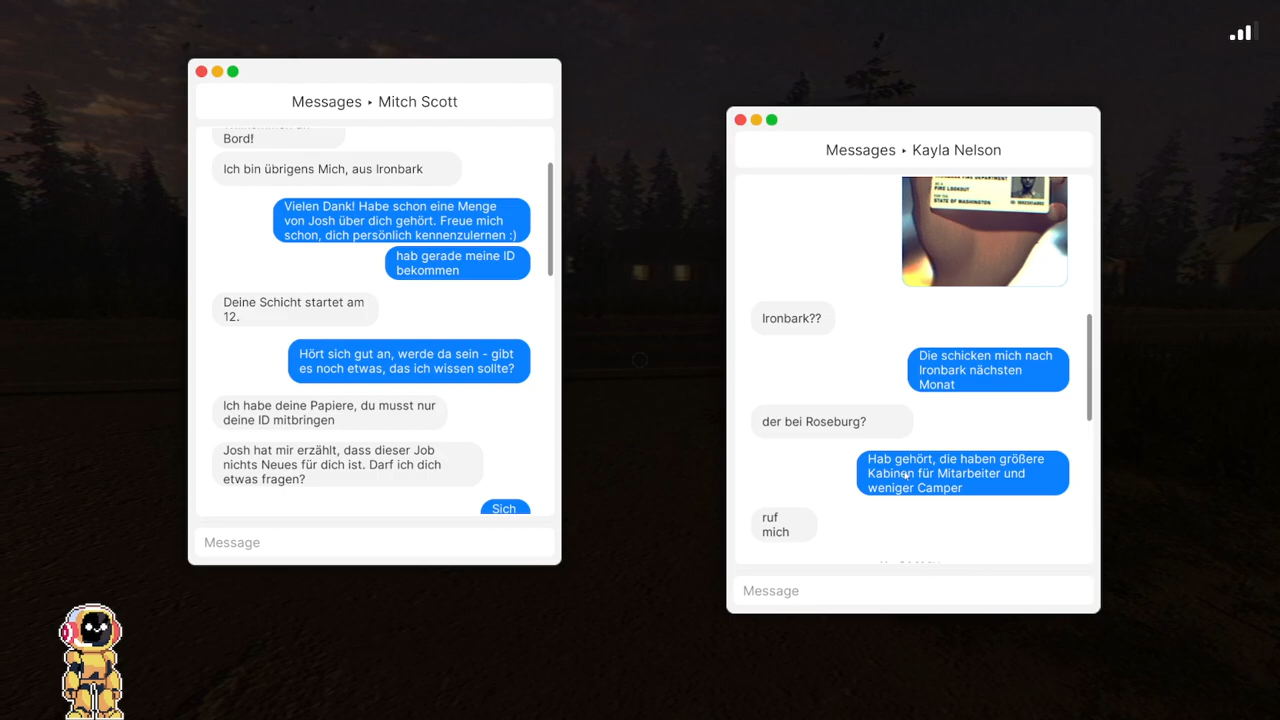 Messages ▸ Mitch Scott
Bord!
Ich bin übrigens Mich, aus Ironbark
Vielen Dank! Habe schon eine Menge
von Josh über dich gehört. Freue mich
schon, dich persönlich kennenzulernen :)
hab gerade meine ID
bekommen
Deine Schicht startet am
12.
Hört sich gut an, werde da sein - gibt
es noch etwas, das ich wissen sollte?
Ich habe deine Papiere, du musst nur
deine ID mitbringen
Josh hat mir erzählt, dass dieser Job
nichts Neues für dich ist. Darf ich dich
etwas fragen?
Sich
Message
Messages ▸ Kayla Nelson
FIRE LOOKOUT
STATE OF WASHINGTON
Ironbark??
Die schicken mich nach
Ironbark nächsten
Monat
der bei Roseburg?
Hab gehört, die haben größere
Kabinen für Mitarbeiter und
weniger Camper
ruf
mich
Message